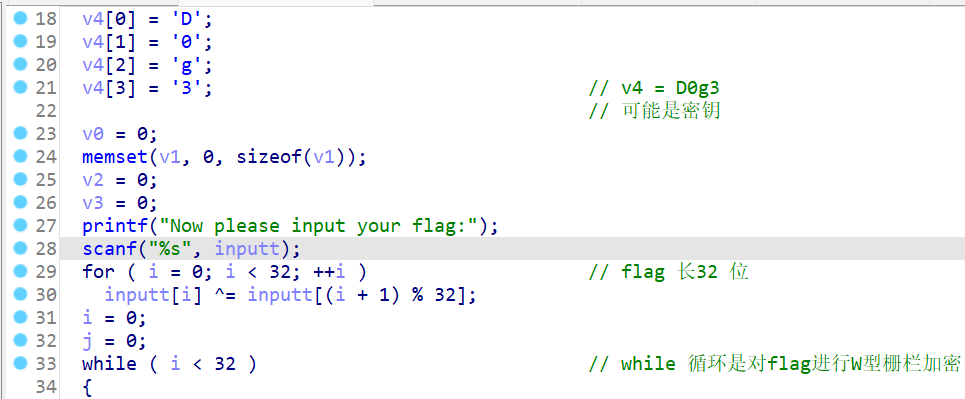 18 v4[0] = 'D';
19 v4[1] = '0';
20 v4[2] = 'g';
21 v4[3] = '3'; // v4 = D0g3
22 // 可能是密钥
23 v0 = 0;
24 memset(v1, 0, sizeof(v1));
25 v2 = 0;
26 v3 = 0;
27 printf("Now please input your flag:");
28 scanf("%s", inputt);
29 for ( i = 0; i < 32; ++i ) // flag 长32 位
30 inputt[i] ^= inputt[(i + 1) % 32];
31 i = 0;
32 j = 0;
33 while ( i < 32 ) // while 循环是对flag进行W型栅栏加密
34 {